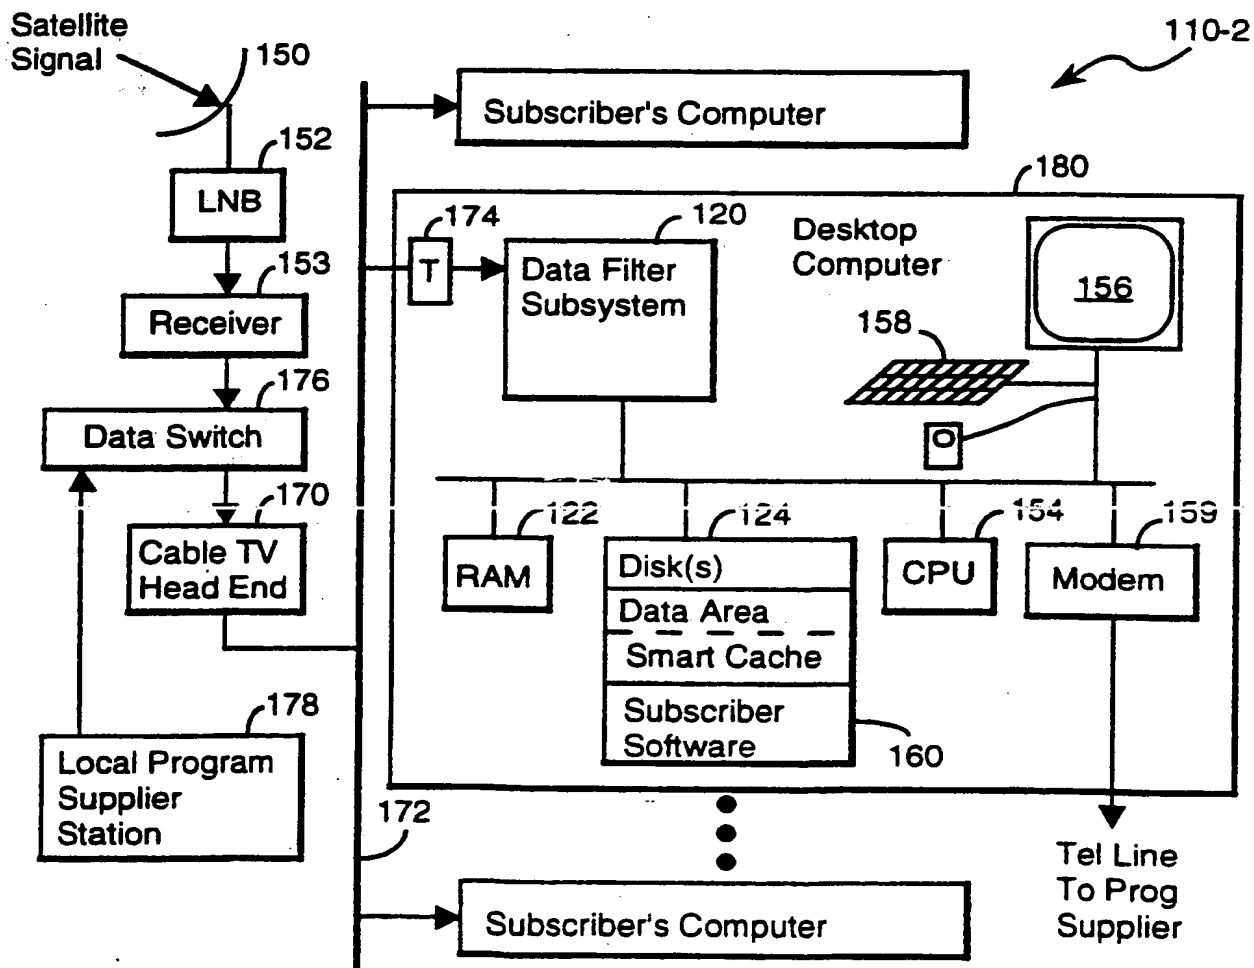 Satellite
Signal
150
110-2
Subscriber's Computer
152
LNB
180
174
T
120
Data Filter
Subsystem
Desktop
Computer
156
153
Receiver
158
176
Data Switch
170
Cable TV
Head End
122
RAM
124
Disk(s)
Data Area
Smart Cache
Subscriber
Software
160
154
CPU
159
Modem
178
Local Program
Supplier
Station
172
Tel Line
To Prog
Supplier
Subscriber's Computer